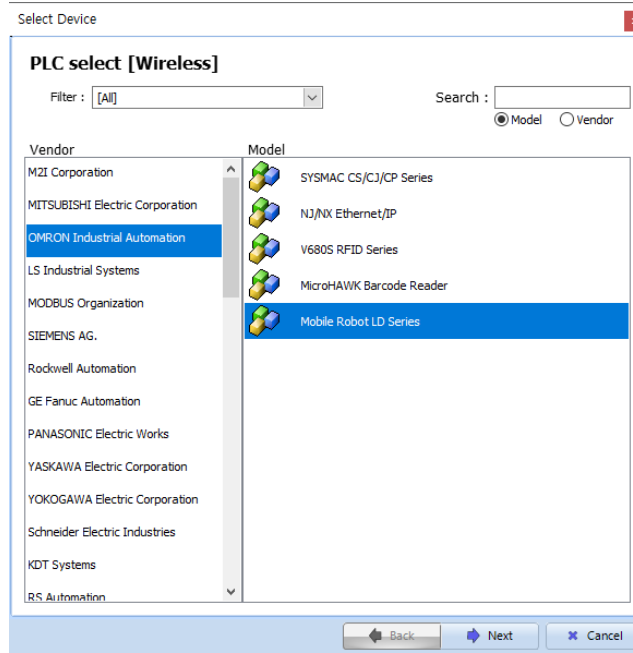 Select Device
PLC select [Wireless]
Filter : [All]
Search :
Model Vendor
Vendor
M2I Corporation
MITSUBISHI Electric Corporation
OMRON Industrial Automation
LS Industrial Systems
MODBUS Organization
SIEMENS AG.
Rockwell Automation
GE Fanuc Automation
PANASONIC Electric Works
YASKAWA Electric Corporation
YOKOGAWA Electric Corporation
Schneider Electric Industries
KDT Systems
RS Automation
Model
SYSMAC CS/CJ/CP Series
NJ/NX Ethernet/IP
V680S RFID Series
MicroHAWK Barcode Reader
Mobile Robot LD Series
Back Next Cancel